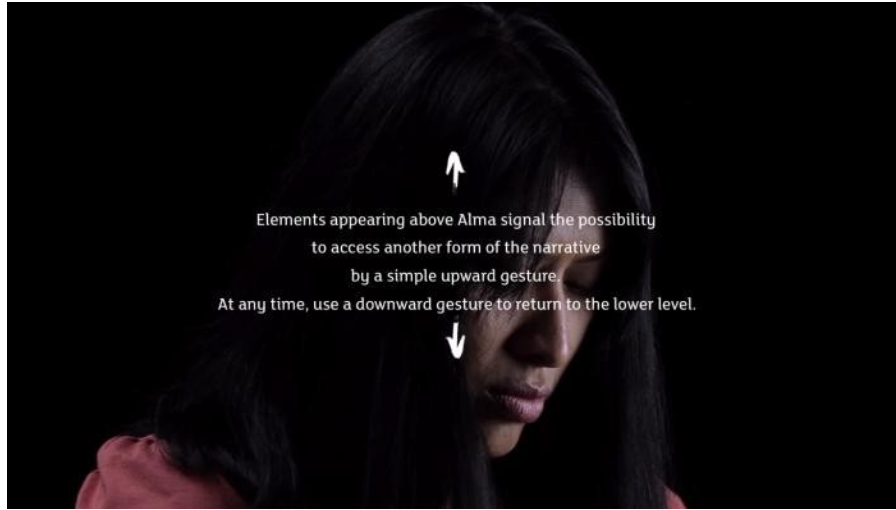 Elements appearing above Alma signal the possibility
to access another form of the narrative
by a simple upward gesture.
At any time, use a downward gesture to return to the lower level.